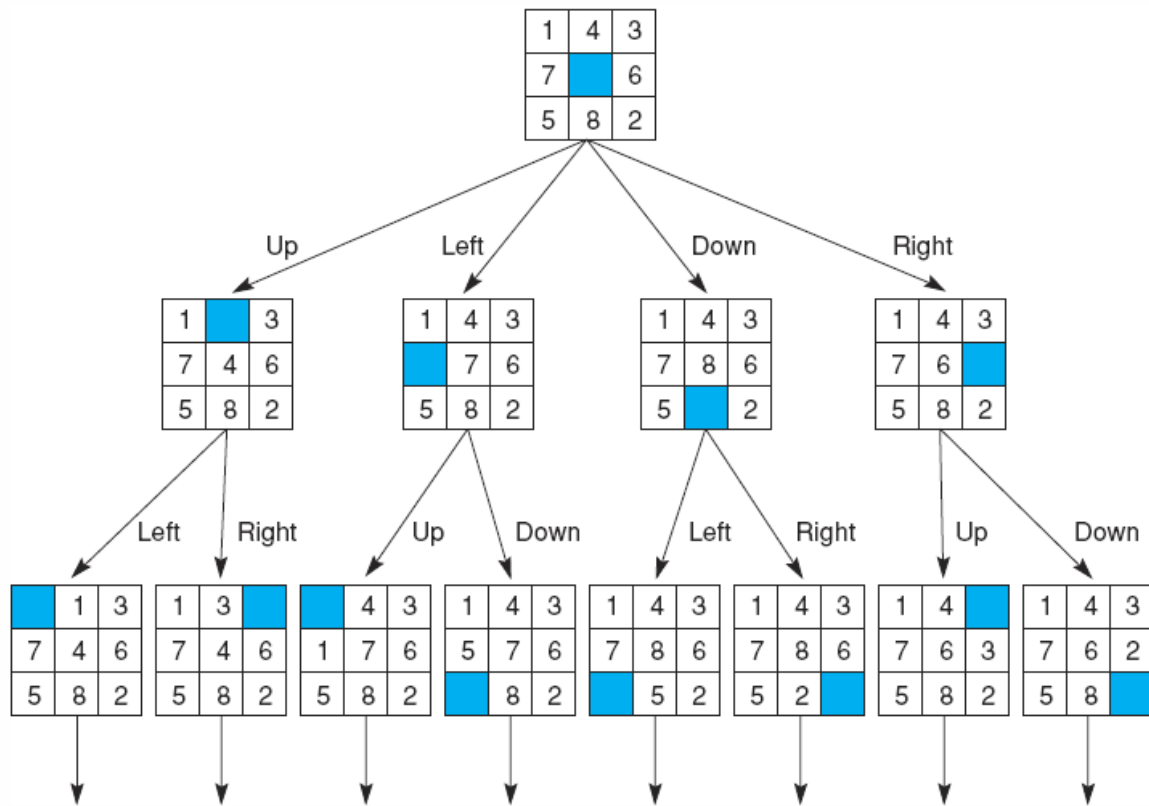 1 4 3
7 6
5 8 2
Up Left Down Right
1 3 1 4 3 1 4 3 1 4 3
7 4 6 7 6 7 8 6 7 6
5 8 2 5 8 2 5 2 5 8 2
Left Right Up Down Left Right Up Down
1 3 1 3 4 3 1 4 3 1 4 3 1 4 3 1 4 1 4 3
7 4 6 7 4 6 1 7 6 5 7 6 7 8 6 7 8 6 7 6 3 7 6 2
5 8 2 5 8 2 5 8 2 8 2 5 2 5 2 5 8 2 5 8